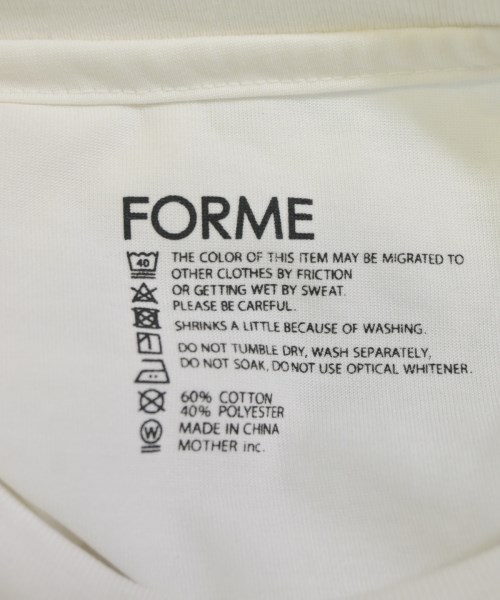 FORME
40
THE COLOR OF THIS ITEM MAY BE MIGRATED TO
OTHER CLOTHES BY FRICTION
OR GETTING WET BY SWEAT.
PLEASE BE CAREFUL.
SHRINKS A LITTLE BECAUSE OF WASHING.
DO NOT TUMBLE DRY, WASH SEPARATELY,
DO NOT SOAK, DO NOT USE OPTICAL WHITENER.
60% COTTON
40% POLYESTER
W
MADE IN CHINA
MOTHER inc.